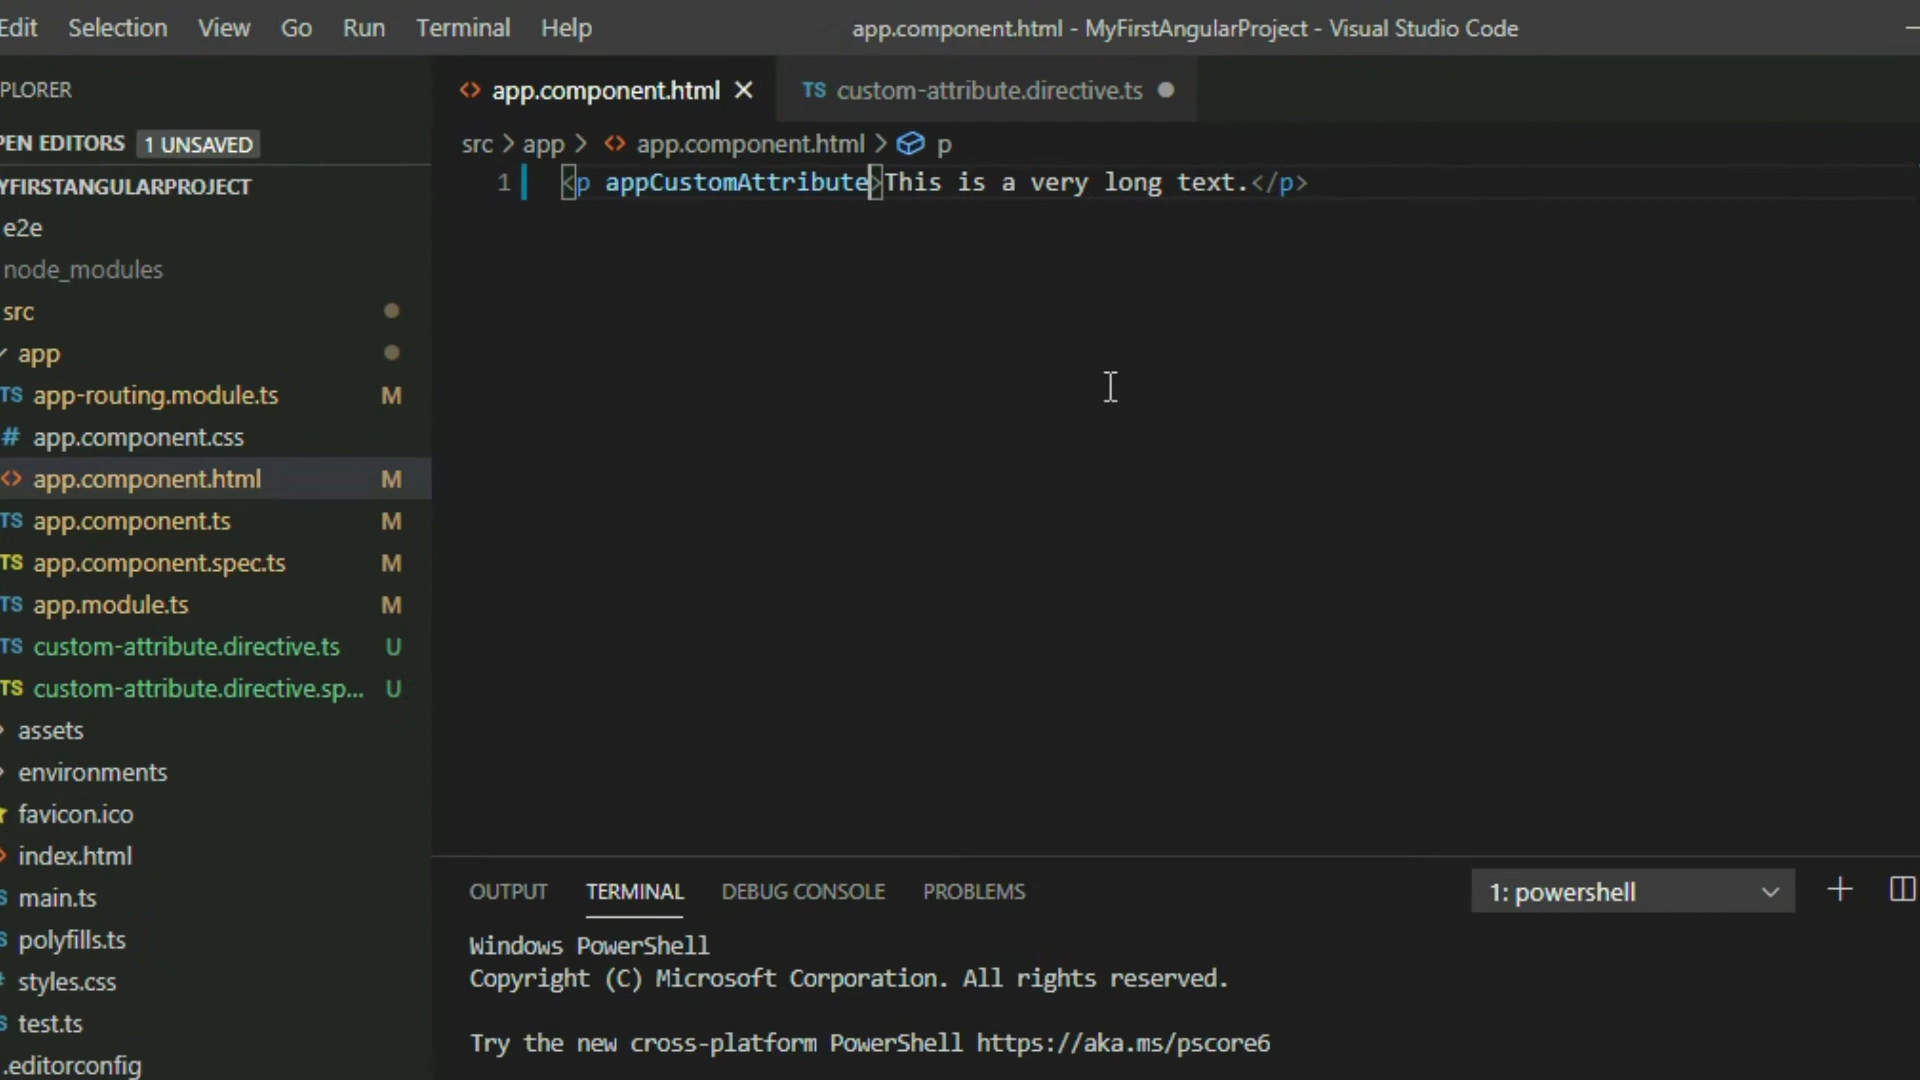 Edit Selection View Go Run Terminal Help app.component.html - MyFirstAngularProject - Visual Studio Code
PLORER
PEN EDITORS 1 UNSAVED
YFIRSTANGULARPROJECT
e2e
node_modules
src
app
TS app-routing.module.ts M
# app.component.css
<> app.component.html M
TS app.component.ts M
TS app.component.spec.ts M
TS app.module.ts M
TS custom-attribute.directive.ts U
TS custom-attribute.directive.sp... U
assets
environments
favicon.ico
index.html
main.ts
polyfills.ts
styles.css
test.ts
.editorconfig
<> app.component.html TS custom-attribute.directive.ts
src > app > <> app.component.html > p
1 <p appCustomAttribute>This is a very long text.</p>
OUTPUT TERMINAL DEBUG CONSOLE PROBLEMS 1: powershell
Windows PowerShell
Copyright (C) Microsoft Corporation. All rights reserved.
Try the new cross-platform PowerShell https://aka.ms/pscore6